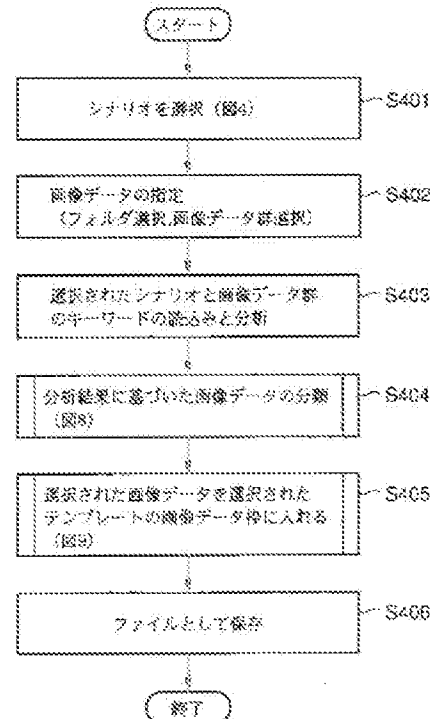 スタート
シナリオを選択(図4)
S401
画像データの指定
(フォルダ選択,画像データ群選択)
S402
選択されたシナリオと画像データ群
のキーワードの読込みと分析
S403
分析結果に基づいた画像データの分類
(図8)
S404
選択された画像データを選択された
テンプレートの画像データ枠に入れる
(図9)
S405
ファイルとして保存
S406
終了